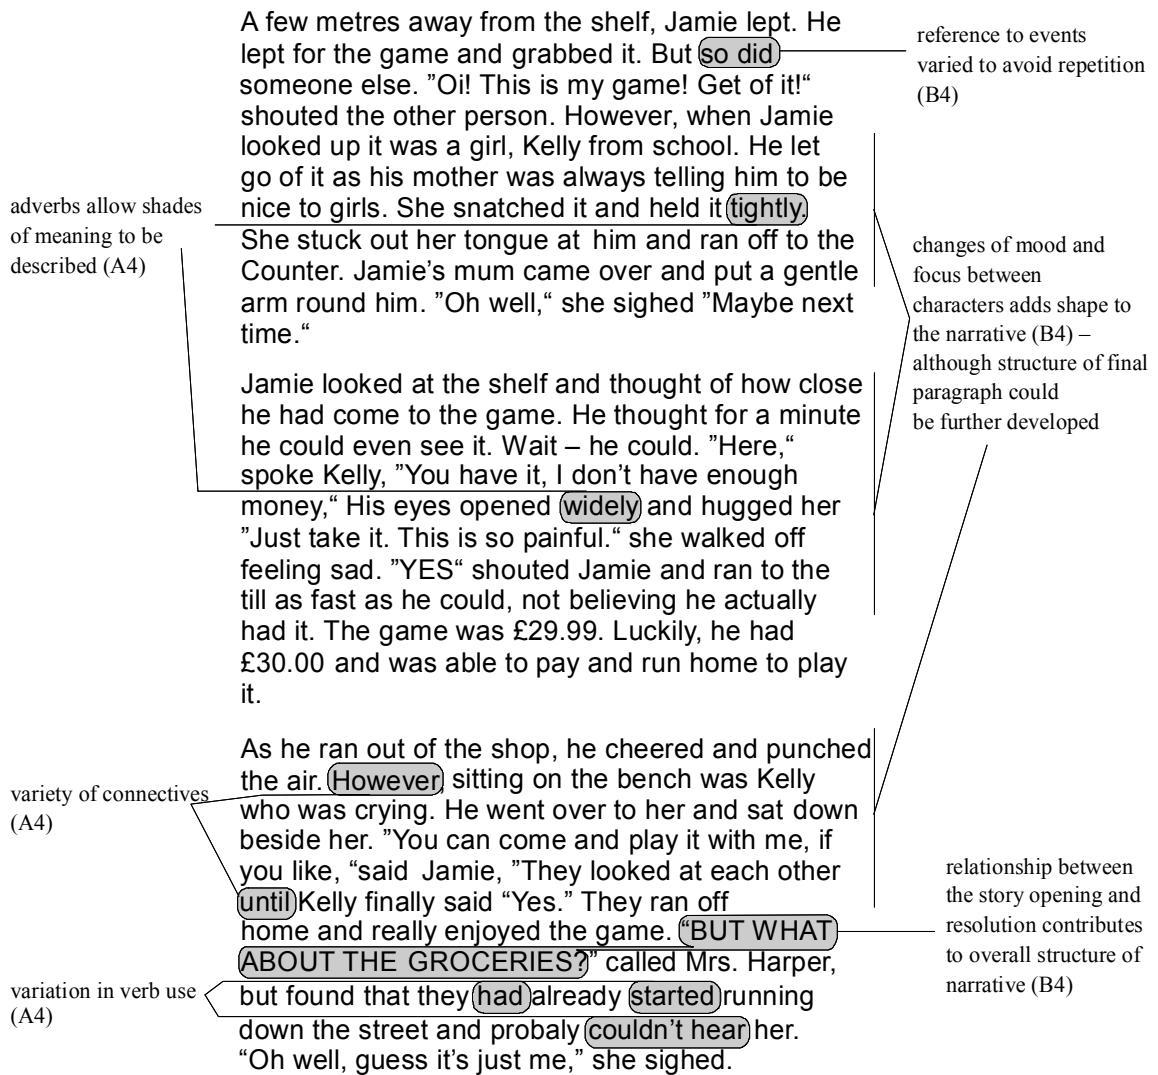 A few metres away from the shelf, Jamie lept. He
lept for the game and grabbed it. But so did
someone else. ”Oi! This is my game! Get of it!“
shouted the other person. However, when Jamie
looked up it was a girl, Kelly from school. He let
go of it as his mother was always telling him to be
nice to girls. She snatched it and held it tightly.
She stuck out her tongue at him and ran off to the
Counter. Jamie’s mum came over and put a gentle
arm round him. ”Oh well,“ she sighed ”Maybe next
time.“
reference to events
varied to avoid repetition
(B4)
adverbs allow shades
of meaning to be
described (A4)
changes of mood and
focus between
characters adds shape to
the narrative (B4) –
although structure of final
paragraph could
be further developed
Jamie looked at the shelf and thought of how close
he had come to the game. He thought for a minute
he could even see it. Wait – he could. ”Here,“
spoke Kelly, ”You have it, I don’t have enough
money,“ His eyes opened widely and hugged her
”Just take it. This is so painful.“ she walked off
feeling sad. ”YES“ shouted Jamie and ran to the
till as fast as he could, not believing he actually
had it. The game was £29.99. Luckily, he had
£30.00 and was able to pay and run home to play
it.
As he ran out of the shop, he cheered and punched
the air. However, sitting on the bench was Kelly
who was crying. He went over to her and sat down
beside her. ”You can come and play it with me, if
you like, “said Jamie, ”They looked at each other
until Kelly finally said “Yes.” They ran off
home and really enjoyed the game. “BUT WHAT
ABOUT THE GROCERIES?” called Mrs. Harper,
but found that they had already started running
down the street and probaly couldn’t hear her.
“Oh well, guess it’s just me,” she sighed.
variety of connectives
(A4)
relationship between
the story opening and
resolution contributes
to overall structure of
narrative (B4)
variation in verb use
(A4)